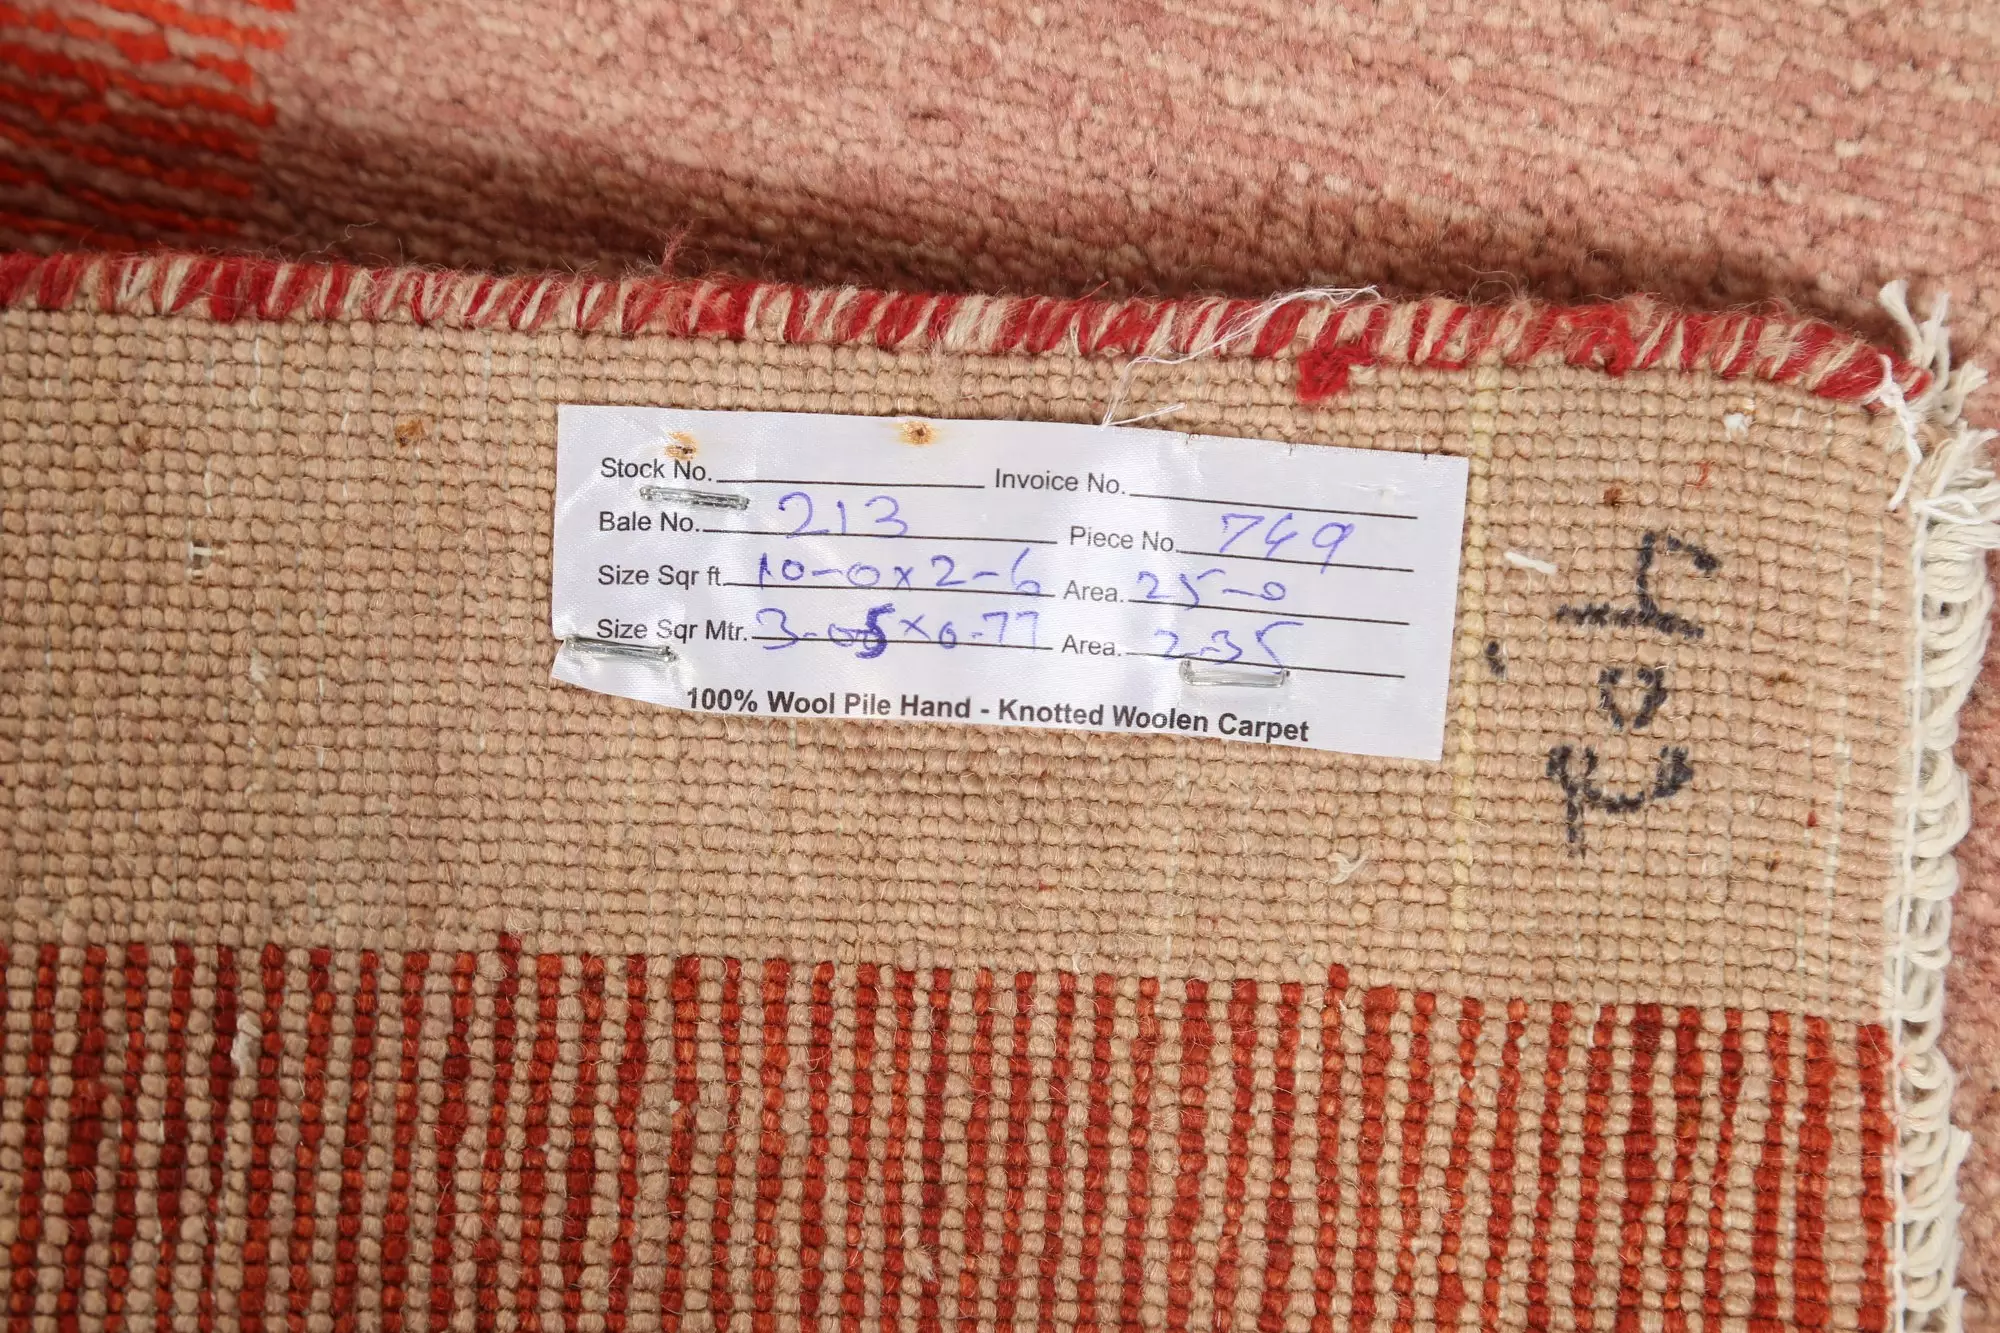 Stock No. Invoice No.
Bale No. 213 Piece No. 769
Size Sqr ft. 10-0x2-6 Area. 25-0
Size Sqr Mtr. 3-05x0-77 Area. 2-35
100% Wool Pile Hand - Knotted Woolen Carpet